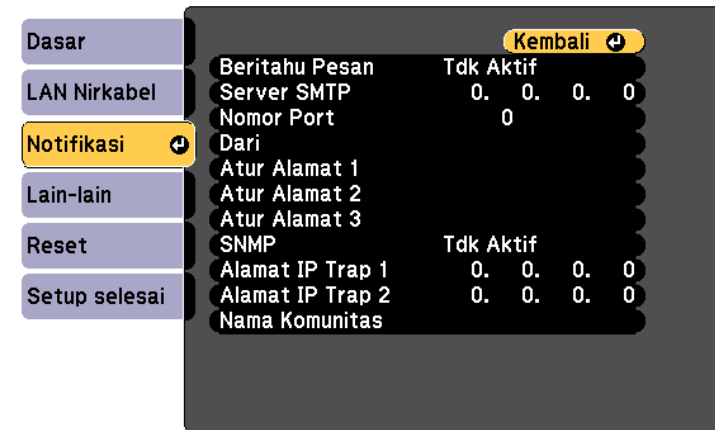 Dasar
LAN Nirkabel
Notifikasi
Lain-lain
Reset
Setup selesai
Kembali
Beritahu Pesan Tdk Aktif
Server SMTP 0. 0. 0. 0
Nomor Port 0
Dari
Atur Alamat 1
Atur Alamat 2
Atur Alamat 3
SNMP Tdk Aktif
Alamat IP Trap 1 0. 0. 0. 0
Alamat IP Trap 2 0. 0. 0. 0
Nama Komunitas